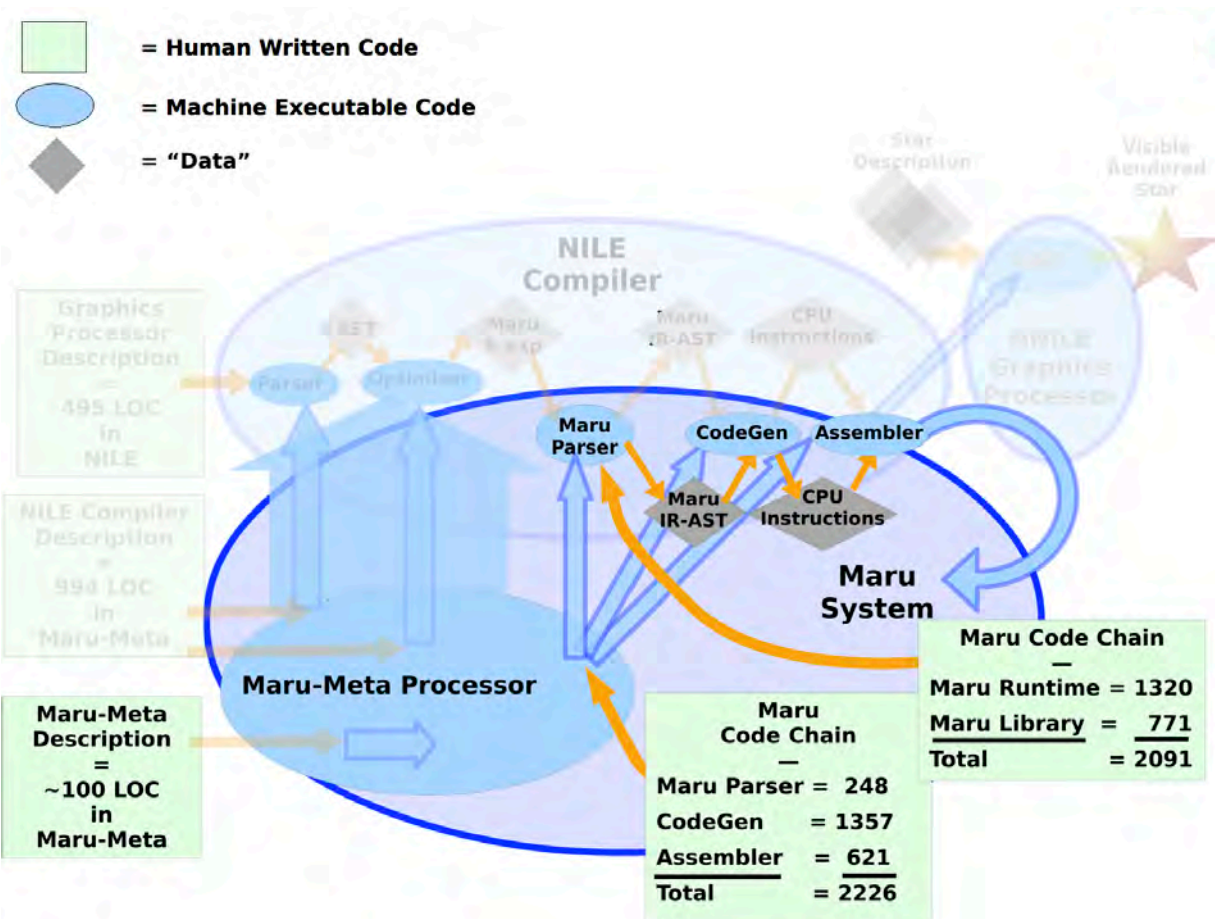 = Human Written Code
= Machine Executable Code
= “Data”
Star
Description
Visible
Rendered
Star
NILE
Compiler
Graphics
Processor
Description
=
495 LOC
in
NILE
AST
Maru
Maru
IR-AST
CPU
Instructions
Parser
Optimizer
Graphics
Processor
Maru
Parser
CodeGen
Assembler
Maru
IR-AST
CPU
Instructions
NILE Compiler
Description
=
994 LOC
in
Maru-Meta
Maru
System
Maru-Meta Processor
Maru-Meta
Description
=
~100 LOC
in
Maru-Meta
Maru
Code Chain
—
Maru Parser = 248
CodeGen = 1357
Assembler = 621
Total = 2226
Maru Code Chain
—
Maru Runtime = 1320
Maru Library = 771
Total = 2091